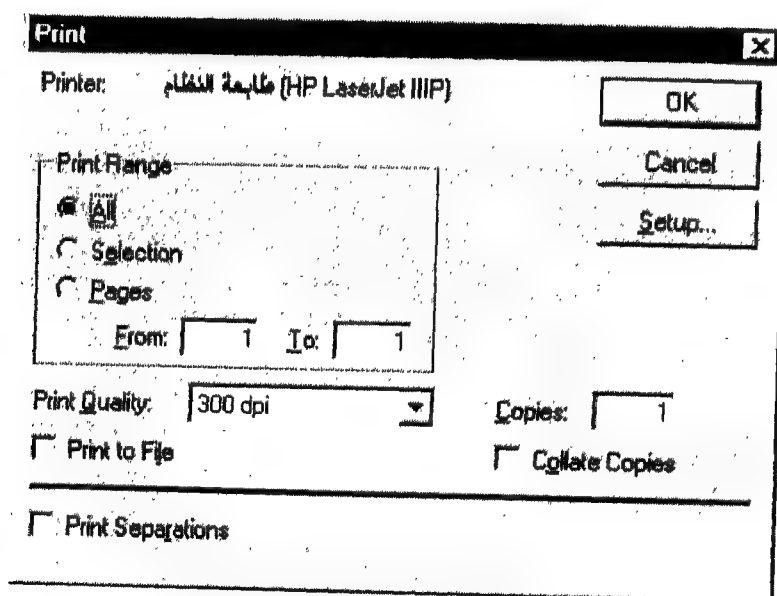 Print
Printer: طابعة النظام (HP LaserJet IIIP)
OK
Print Range
Cancel
All
Setup...
Selection
Pages
From: 1 To: 1
Print Quality: 300 dpi Copies: 1
Print to File Collate Copies
Print Separations